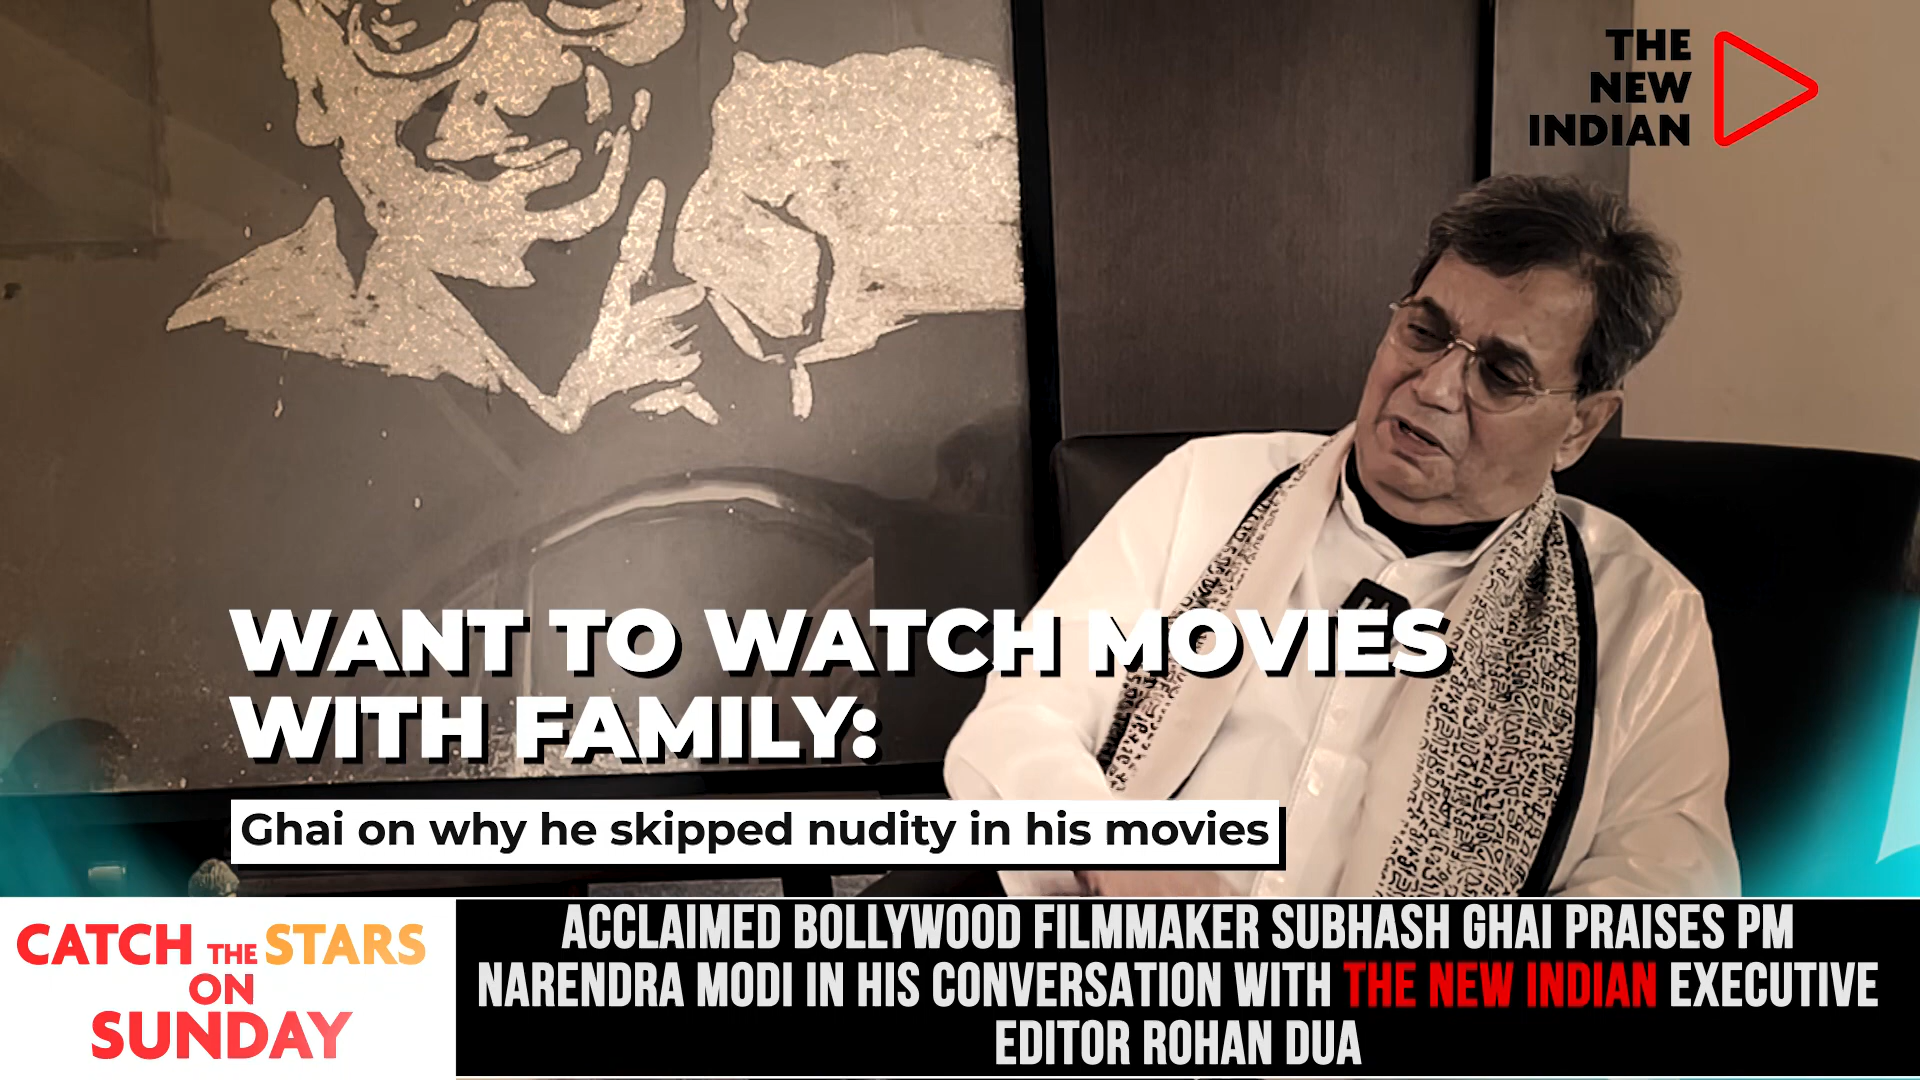 THE
NEW
INDIAN
WANT TO WATCH MOVIES
WITH FAMILY:
Ghai on why he skipped nudity in his movies
CATCH THE STARS
ON
SUNDAY
ACCLAIMED BOLLYWOOD FILMMAKER SUBHASH GHAI PRAISES PM
NARENDRA MODI IN HIS CONVERSATION WITH THE NEW INDIAN EXECUTIVE
EDITOR ROHAN DUA